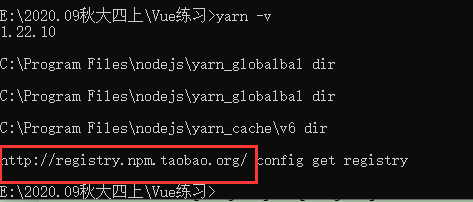 E:\2020.09秋大四上\Vue练习>yarn -v
1.22.10
C:\Program Files\nodejs\yarn_globalbal dir
C:\Program Files\nodejs\yarn_globalbal dir
C:\Program Files\nodejs\yarn_cache\v6 dir
http://registry.npm.taobao.org/ config get registry
E:\2020.09秋大四上\Vue练习>